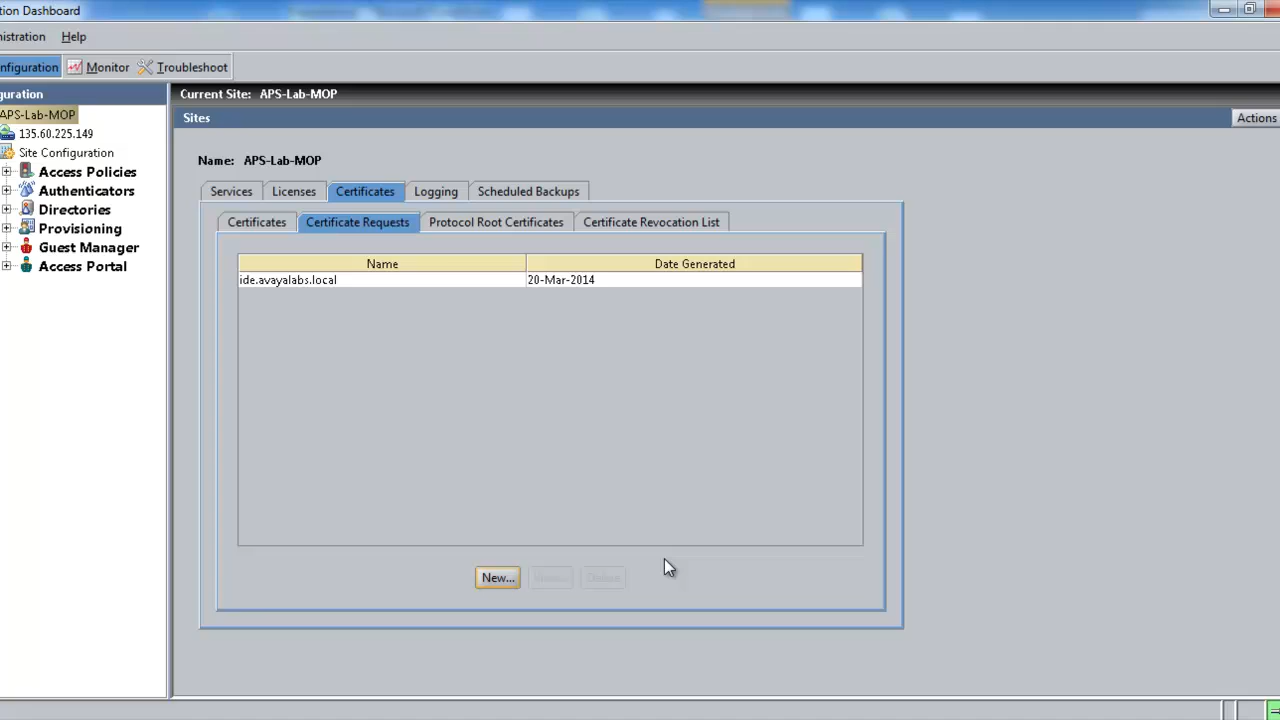 tion Dashboard
nistration Help
nfiguration Monitor Troubleshoot
uration
APS-Lab-MOP
135.60.225.149
Site Configuration
Access Policies
Authenticators
Directories
Provisioning
Guest Manager
Access Portal
Current Site: APS-Lab-MOP
Sites
Actions
Name: APS-Lab-MOP
Services Licenses Certificates Logging Scheduled Backups
Certificates Certificate Requests Protocol Root Certificates Certificate Revocation List
Name Date Generated
ide.avayalabs.local 20-Mar-2014
New... Delete